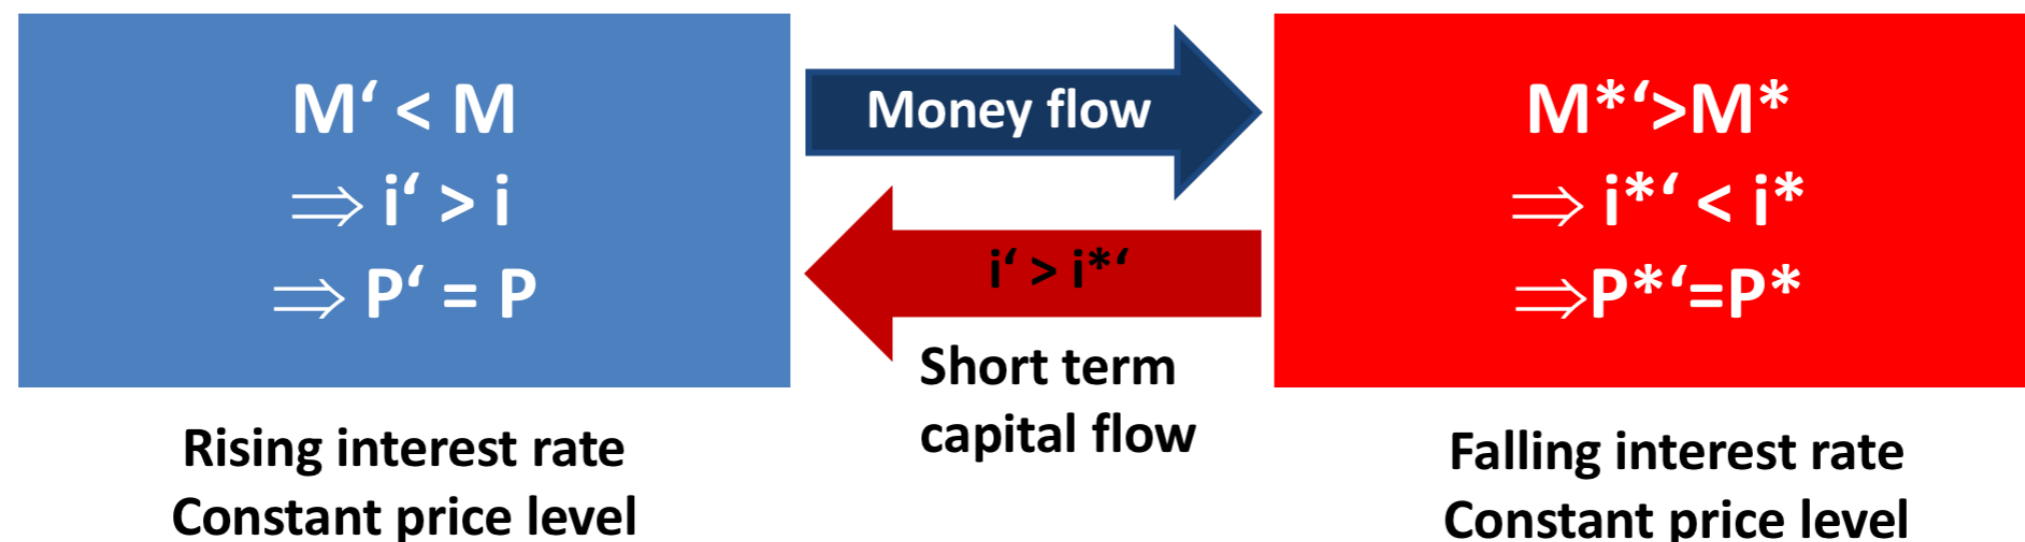 M‘ < M
⇒ i‘ > i
⇒ P‘ = P
Money flow
i‘ > i*‘
Short term
capital flow
M*‘>M*
⇒ i*‘ < i*
⇒P*‘=P*
Rising interest rate
Constant price level
Falling interest rate
Constant price level